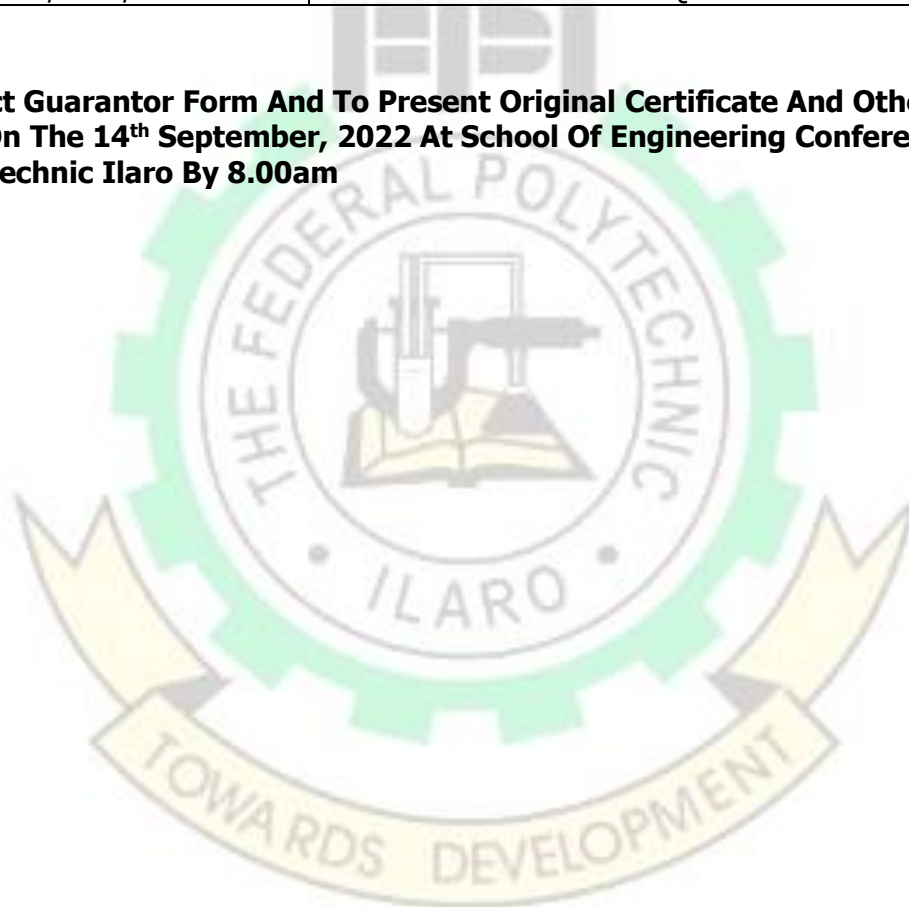 ct Guarantor Form And To Present Original Certificate And Othe
On The 14th September, 2022 At School Of Engineering Confere
technic Ilaro By 8.00am
THE FEDERAL POLYTECHNIC
• ILARO •
TOWARDS DEVELOPMENT